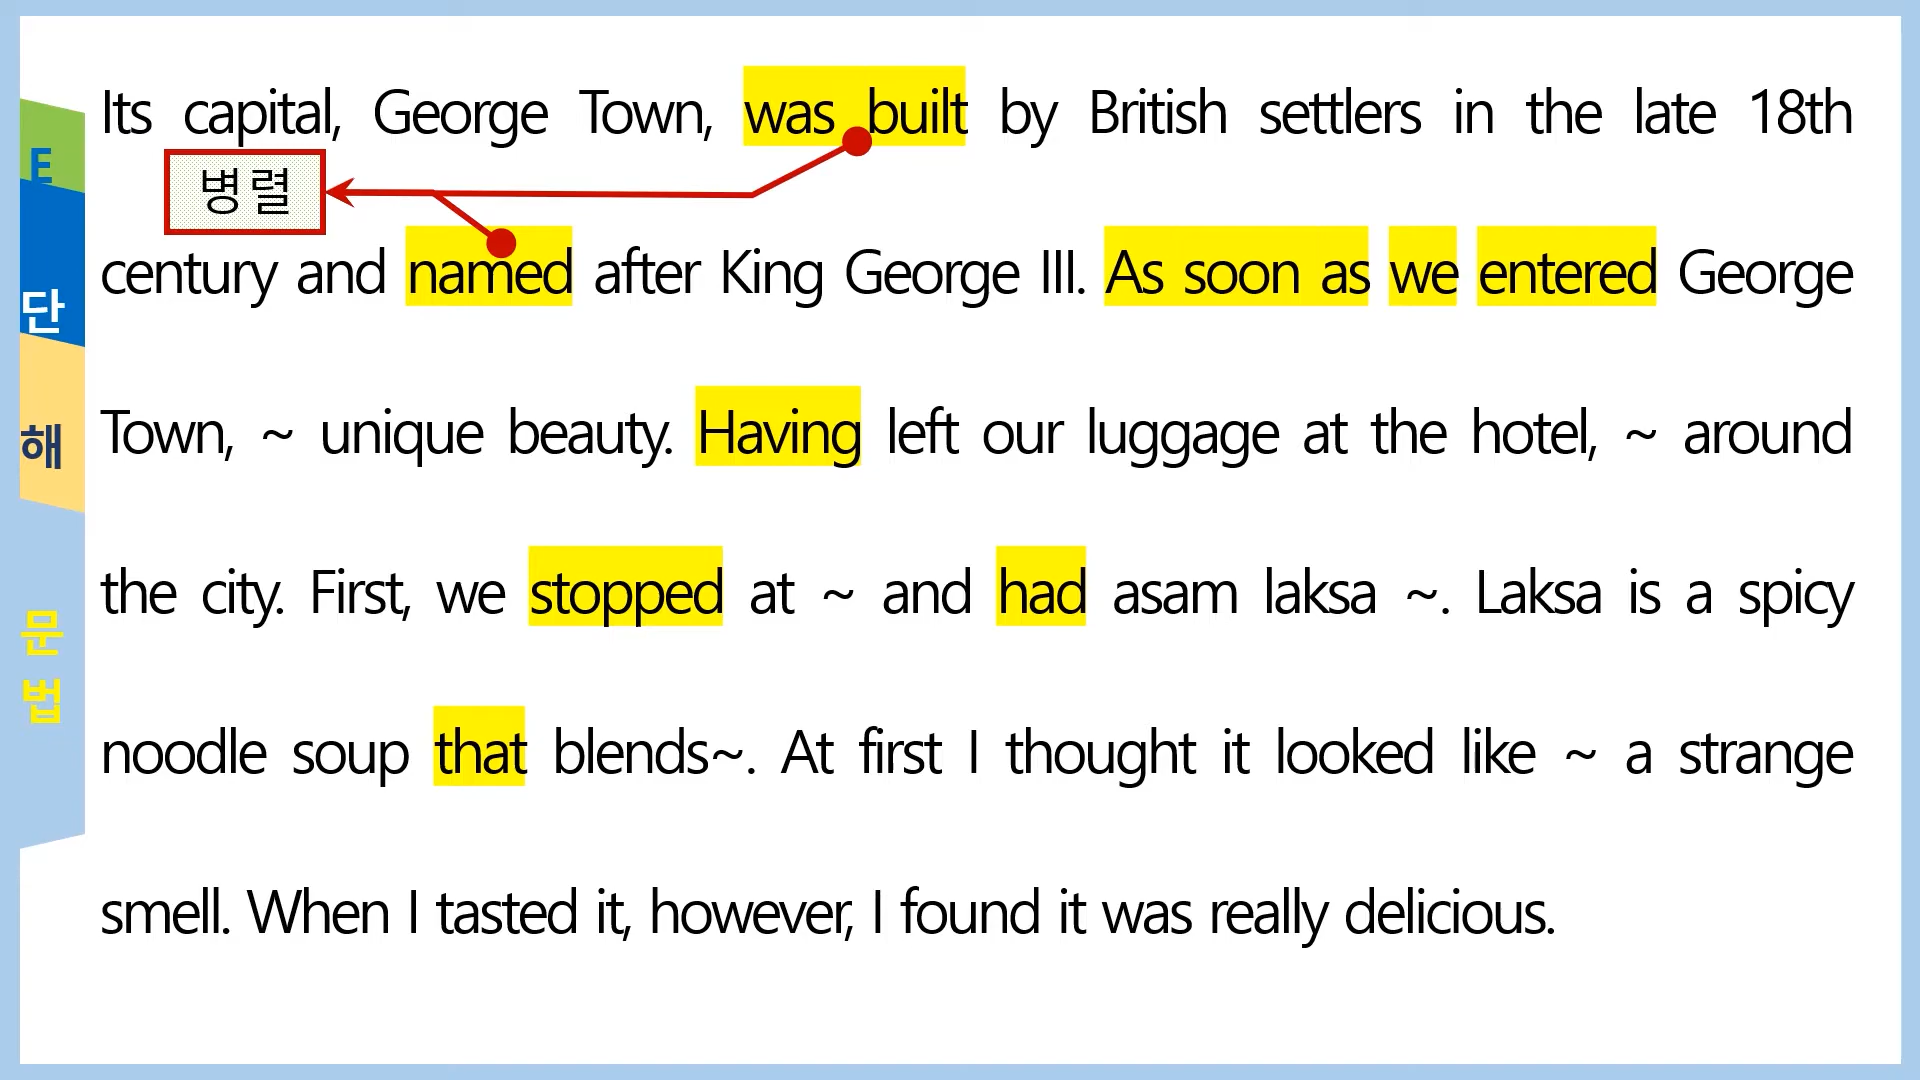 Its capital, George Town, was built by British settlers in the late 18th
병렬
century and named after King George III. As soon as we entered George
Town, ~ unique beauty. Having left our luggage at the hotel, ~ around
the city. First, we stopped at ~ and had asam laksa ~. Laksa is a spicy
noodle soup that blends~. At first I thought it looked like ~ a strange
smell. When I tasted it, however, I found it was really delicious.
E
단
해
문
법